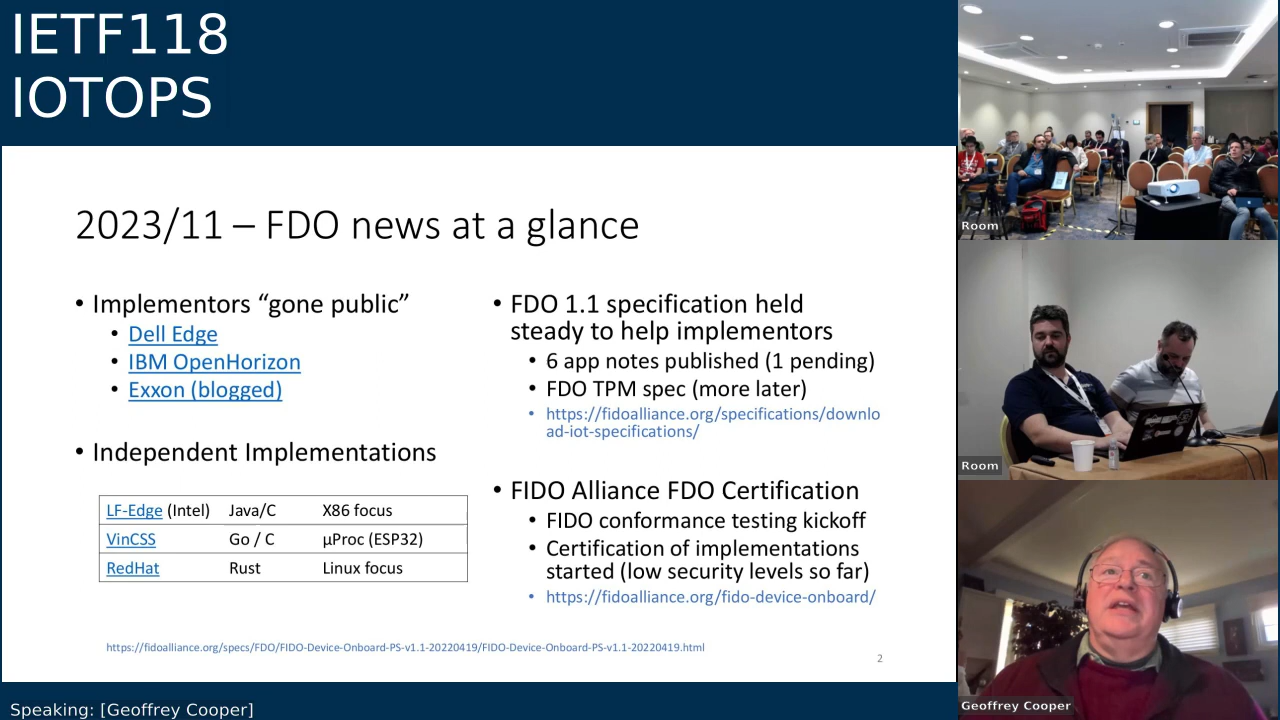 IETF118
IOTOPS
2023/11 – FDO news at a glance
• Implementors “gone public”
• Dell Edge
• IBM OpenHorizon
• Exxon (blogged)
• Independent Implementations
LF-Edge (Intel) Java/C X86 focus
VinCSS Go / C µProc (ESP32)
RedHat Rust Linux focus
• FDO 1.1 specification held
steady to help implementors
• 6 app notes published (1 pending)
• FDO TPM spec (more later)
• https://fidoalliance.org/specifications/downlo
ad-iot-specifications/
• FIDO Alliance FDO Certification
• FIDO conformance testing kickoff
• Certification of implementations
started (low security levels so far)
• https://fidoalliance.org/fido-device-onboard/
https://fidoalliance.org/specs/FDO/FIDO-Device-Onboard-PS-v1.1-20220419/FIDO-Device-Onboard-PS-v1.1-20220419.html
2
Speaking: [Geoffrey Cooper]
Room
Room
Geoffrey Cooper